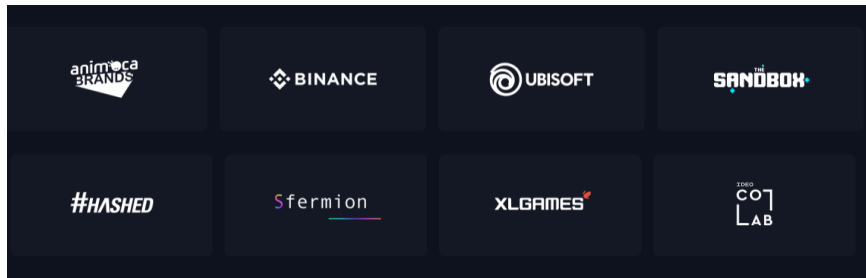 animoca
BRANDS
BINANCE
UBISOFT
THE
SANDBOX
#HASHED
Sfermion
XLGAMES
IDEO
CO
LAB